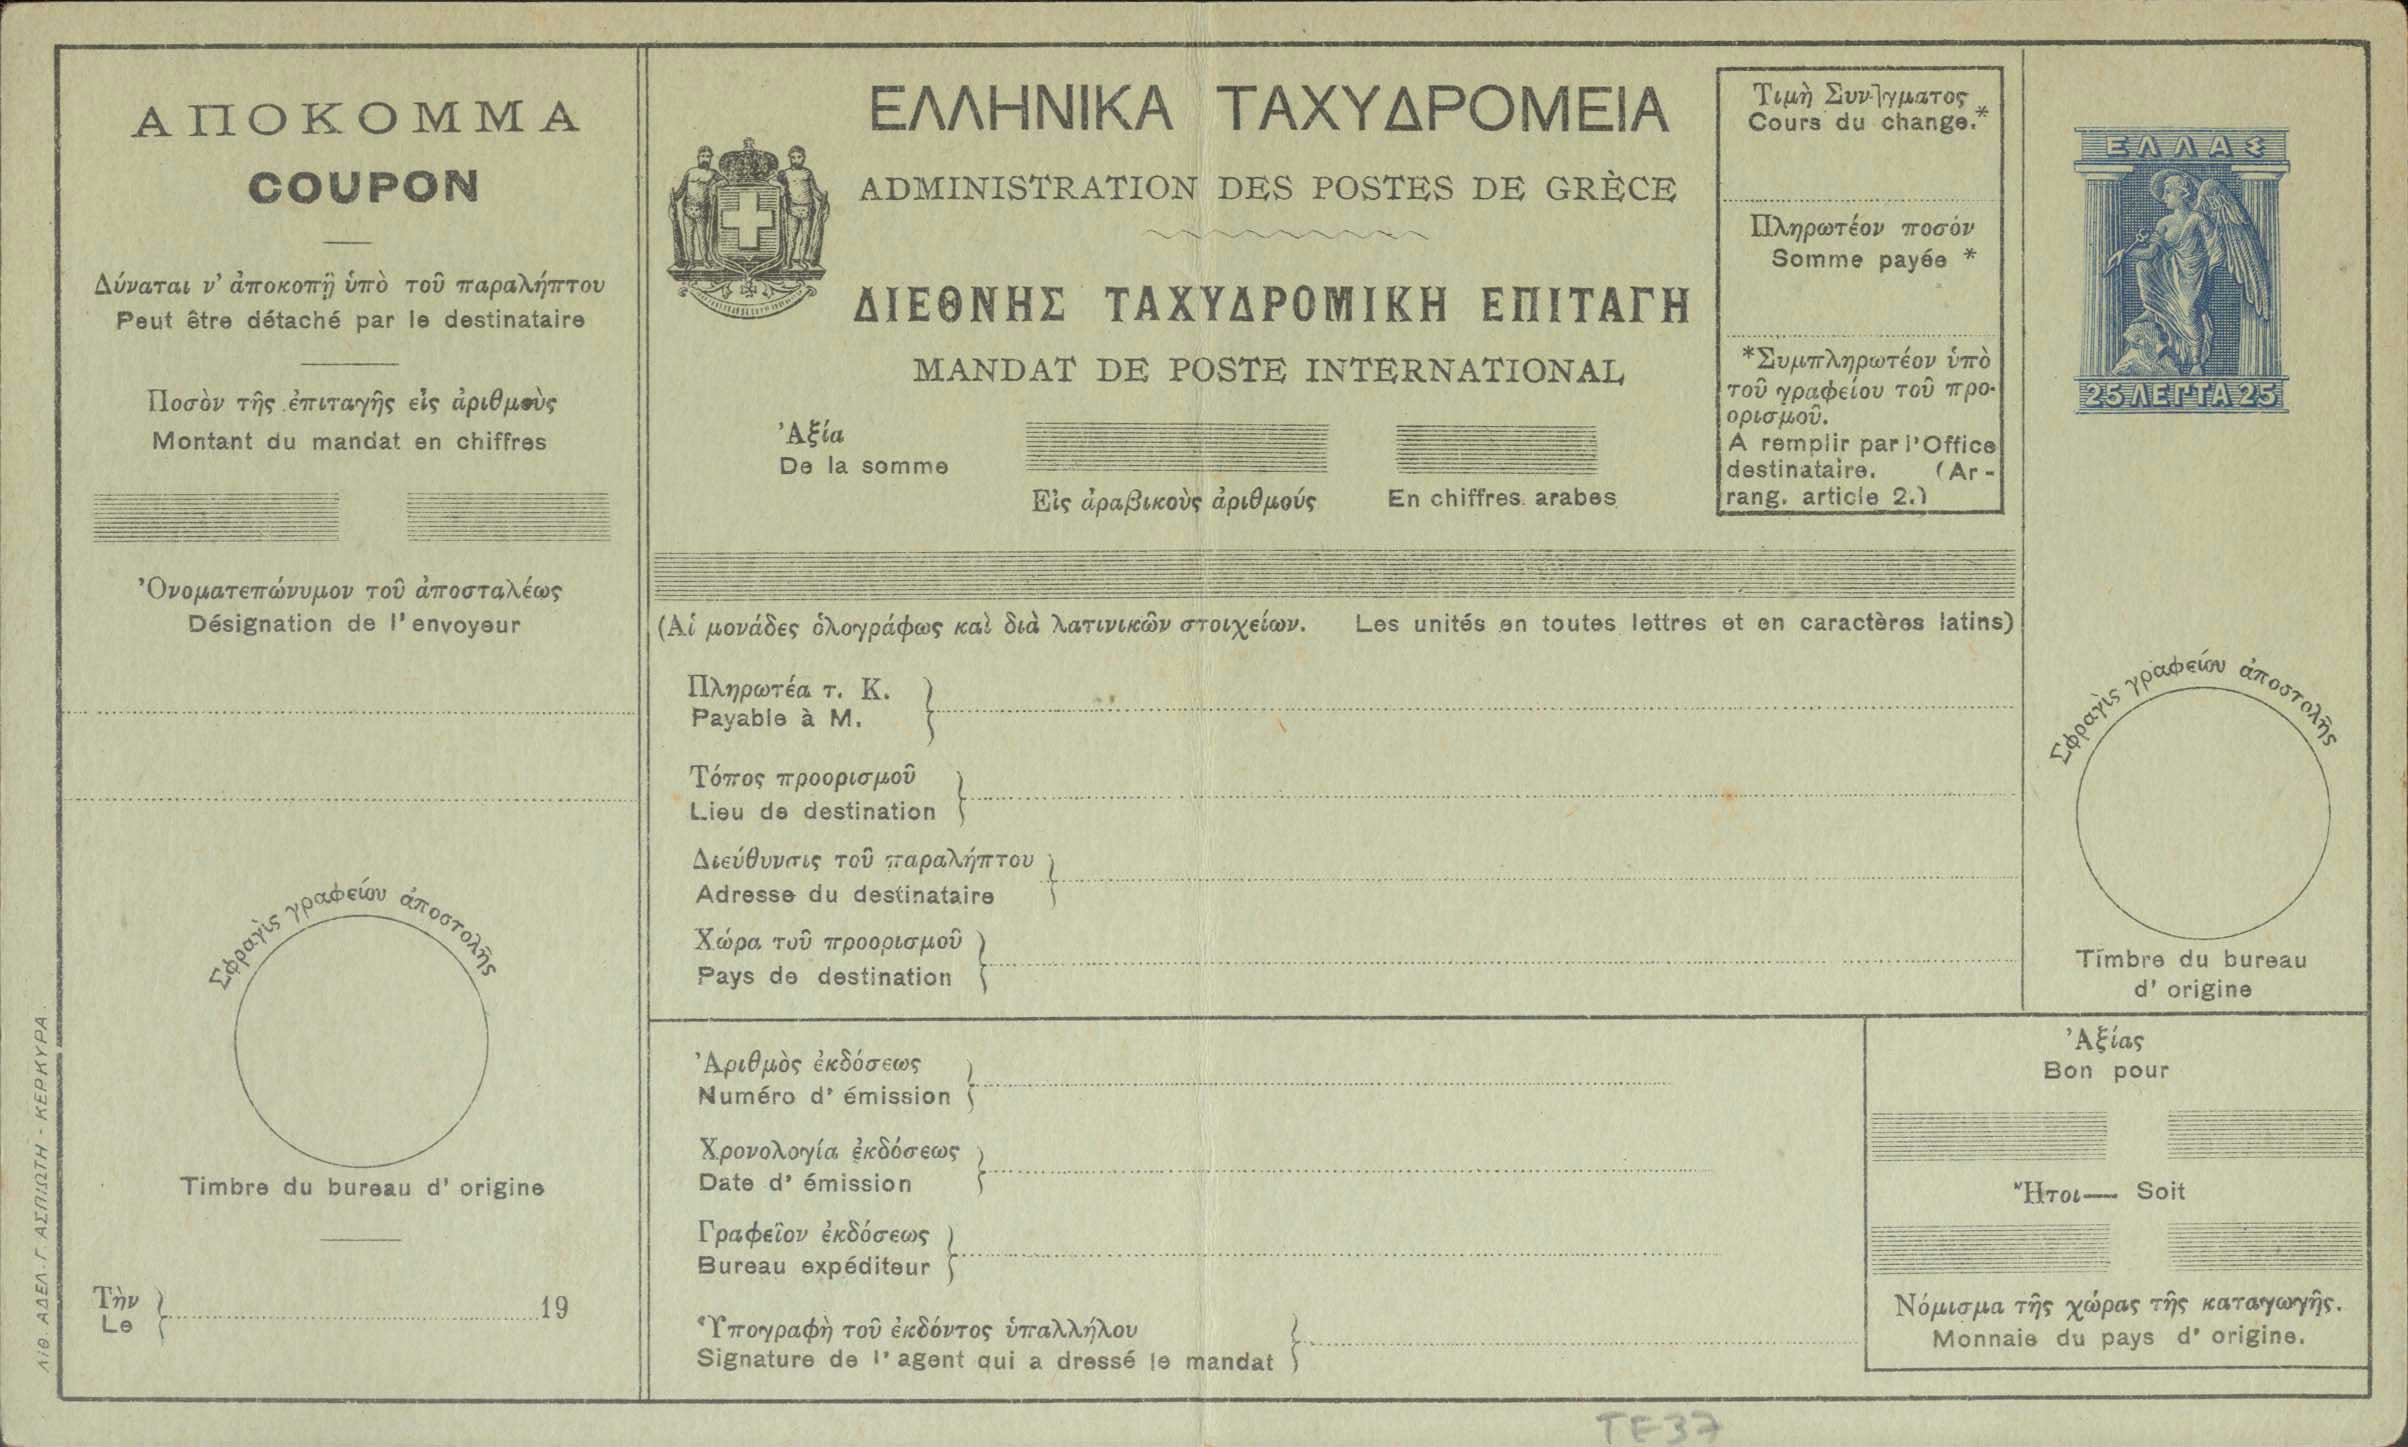 ΑΠΟΚΟΜΜΑ
COUPON
Δύναται ν' ἀποκοπῇ ὑπὸ τοῦ παραλήπτου
Peut être détaché par le destinataire
Ποσὸν τῆς ἐπιταγῆς εἰς ἀριθμοὺς
Montant du mandat en chiffres
Ὀνοματεπώνυμον τοῦ ἀποσταλέως
Désignation de l' envoyeur
Σφραγὶς γραφείου ἀποστολῆς
Timbre du bureau d' origine
Τὴν
Le
19
ΛΙΘ. ΑΔΕΛ. Γ. ΑΣΠΙΩΤΗ - ΚΕΡΚΥΡΑ.
ΕΛΛΗΝΙΚΑ ΤΑΧΥΔΡΟΜΕΙΑ
ADMINISTRATION DES POSTES DE GRÈCE
ΔΙΕΘΝΗΣ ΤΑΧΥΔΡΟΜΙΚΗ ΕΠΙΤΑΓΗ
MANDAT DE POSTE INTERNATIONAL
Ἀξία
De la somme
Εἰς ἀραβικοὺς ἀριθμούς En chiffres arabes
(Αἱ μονάδες ὁλογράφως καὶ διὰ λατινικῶν στοιχείων. Les unités en toutes lettres et en caractères latins)
Πληρωτέα τ. Κ.
Payable à M.
Τόπος προορισμοῦ
Lieu de destination
Διεύθυνσις τοῦ παραλήπτου
Adresse du destinataire
Χώρα τοῦ προορισμοῦ
Pays de destination
Ἀριθμὸς ἐκδόσεως
Numéro d' émission
Χρονολογία ἐκδόσεως
Date d' émission
Γραφεῖον ἐκδόσεως
Bureau expéditeur
Ὑπογραφὴ τοῦ ἐκδόντος ὑπαλλήλου
Signature de l' agent qui a dressé le mandat
Τιμὴ
Cours du change.*
Πληρωτέον ποσόν
Somme payée *
*Συμπληρωτέον ὑπὸ
τοῦ γραφείου τοῦ προ-
ορισμοῦ.
A remplir par l' Office
destinataire. (Ar-
rang. article 2.)
ΕΛΛΑΣ
25 ΛΕΠΤΑ 25
Σφραγὶς γραφείου ἀποστολῆς
Timbre du bureau
d' origine
Ἀξίας
Bon pour
Ἤτοι— Soit
Νόμισμα τῆς χώρας τῆς καταγωγῆς.
Monnaie du pays d' origine.
TE37